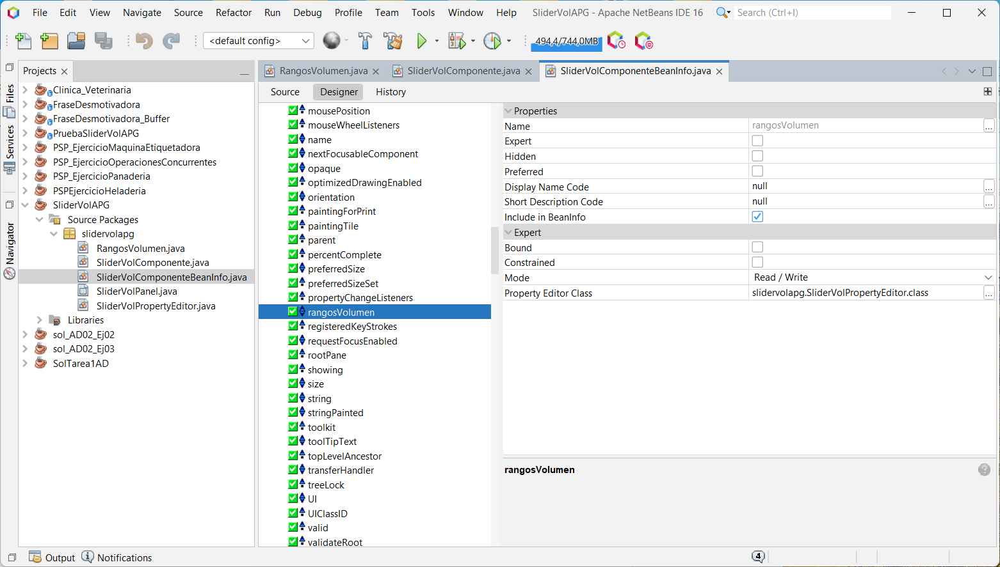 File Edit View Navigate Source Refactor Run Debug Profile Team Tools Window Help SliderVolAPG - Apache NetBeans IDE 16 Search (Ctrl+I)
<default config> 494,4/744,0MB
Files
Services
Navigator
Projects
Clinica_Veterinaria
FraseDesmotivadora
FraseDesmotivadora_Buffer
PruebaSliderVolAPG
PSP_EjercicioMaquinaEtiquetadora
PSP_EjercicioOperacionesConcurrentes
PSP_EjercicioPanaderia
PSPEjercicioHeladeria
SliderVolAPG
Source Packages
slidervolapg
RangosVolumen.java
SliderVolComponente.java
SliderVolComponenteBeanInfo.java
SliderVolPanel.java
SliderVolPropertyEditor.java
Libraries
sol_AD02_Ej02
sol_AD02_Ej03
SolTarea1AD
RangosVolumen.java SliderVolComponente.java SliderVolComponenteBeanInfo.java
Source Designer History
mousePosition
mouseWheelListeners
name
nextFocusableComponent
opaque
optimizedDrawingEnabled
orientation
paintingForPrint
paintingTile
parent
percentComplete
preferredSize
preferredSizeSet
propertyChangeListeners
rangosVolumen
registeredKeyStrokes
requestFocusEnabled
rootPane
showing
size
string
stringPainted
toolkit
toolTipText
topLevelAncestor
transferHandler
treeLock
UI
UIClassID
valid
validateRoot
Properties
Name rangosVolumen ...
Expert
Hidden
Preferred
Display Name Code null ...
Short Description Code null ...
Include in BeanInfo
Expert
Bound
Constrained
Mode Read / Write
Property Editor Class slidervolapg.SliderVolPropertyEditor.class ...
rangosVolumen ?
Output Notifications 4